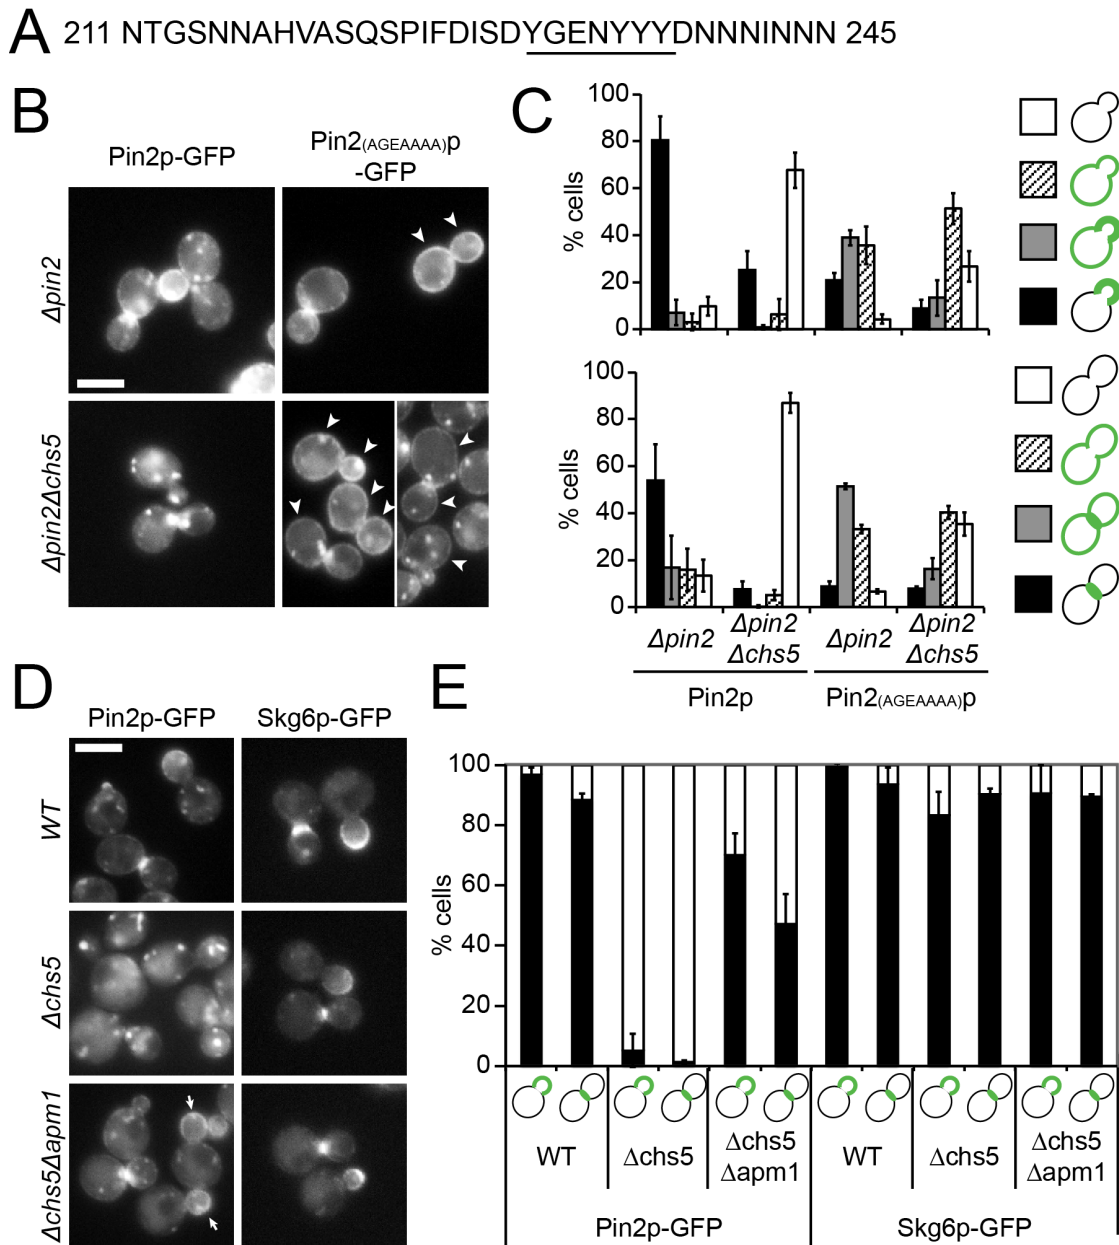 A 211 NTGSNNAHVASQSPIFDISDYGENYYYDNNNINNN 245
B
Pin2p-GFP
Pin2(AGEAAAA)p
-GFP
Δpin2
Δpin2Δchs5
C
100
80
60
40
20
0
% cells
100
80
60
40
20
0
% cells
Δpin2
Δpin2
Δchs5
Δpin2
Δpin2
Δchs5
Pin2p
Pin2(AGEAAAA)p
D
Pin2p-GFP
Skg6p-GFP
WT
Δchs5
Δchs5Δapm1
E
100
80
60
40
20
0
% cells
WT
Δchs5
Δchs5
Δapm1
WT
Δchs5
Δchs5
Δapm1
Pin2p-GFP
Skg6p-GFP